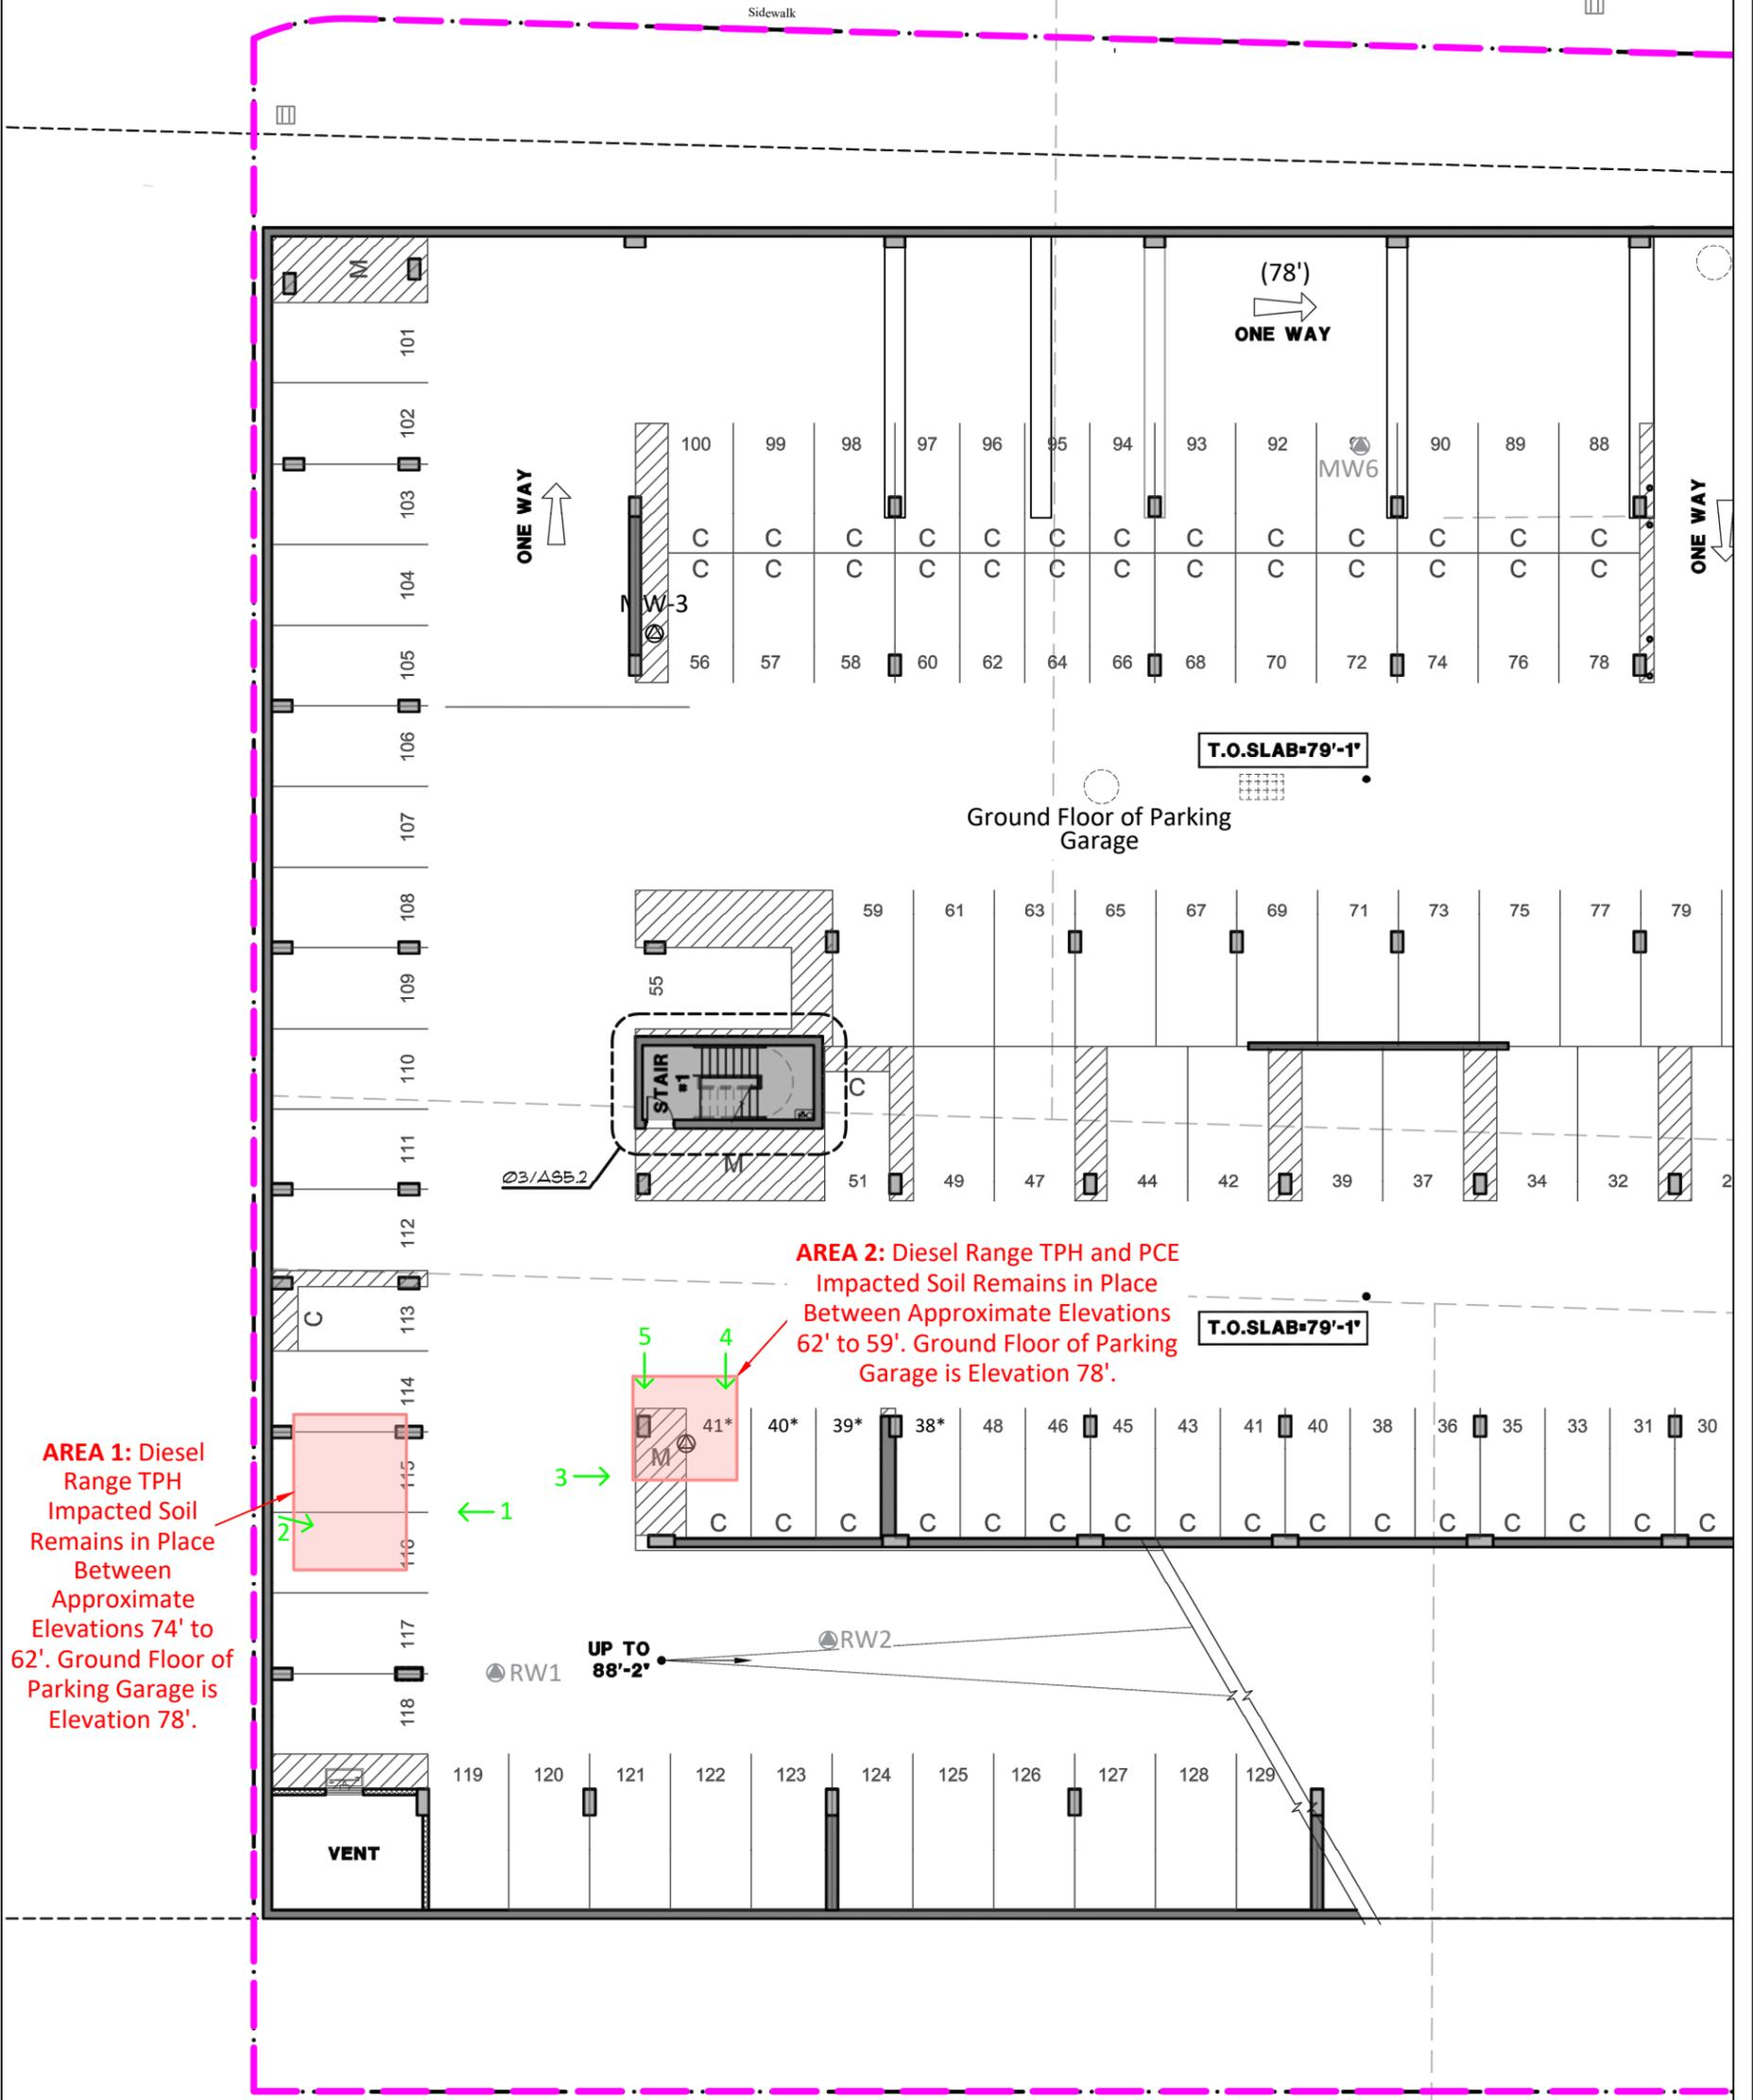 Sidewalk
(78')
ONE WAY
M
101
102
103
104
105
106
107
108
109
110
111
112
C
113
114
115
116
117
118
ONE WAY
100 99 98 97 96 95 94 93 92 90 89 88
MW6
ONE WAY
C C C C C C C C C C C C
C C C C C C C C C C C C
MW-3
56 57 58 60 62 64 66 68 70 72 74 76 78
T.O.SLAB=79'-1"
Ground Floor of Parking
Garage
59 61 63 65 67 69 71 73 75 77 79
55
STAIR
#1
C
M
Ø3/AS5.2
51 49 47 44 42 39 37 34 32
AREA 2: Diesel Range TPH and PCE
Impacted Soil Remains in Place
Between Approximate Elevations
62' to 59'. Ground Floor of Parking
Garage is Elevation 78'.
T.O.SLAB=79'-1"
5 4
41* 40* 39* 38* 48 46 45 43 41 40 38 36 35 33 31 30
M
3
1
2
C C C C C C C C C C C C C C C C
AREA 1: Diesel
Range TPH
Impacted Soil
Remains in Place
Between
Approximate
Elevations 74' to
62'. Ground Floor of
Parking Garage is
Elevation 78'.
RW1
UP TO
88'-2"
RW2
119 120 121 122 123 124 125 126 127 128 129
VENT